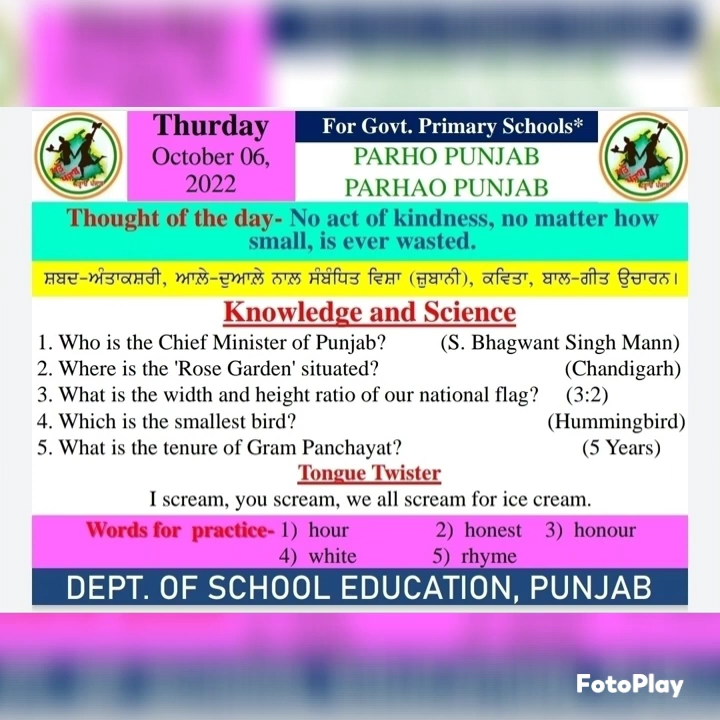 Thurday
October 06,
2022
For Govt. Primary Schools*
PARHO PUNJAB
PARHAO PUNJAB
Thought of the day- No act of kindness, no matter how
small, is ever wasted.
ਸ਼ਬਦ-ਅੰਤਾਕਸ਼ਰੀ, ਆਲ਼ੇ-ਦੁਆਲ਼ੇ ਨਾਲ਼ ਸੰਬੰਧਿਤ ਵਿਸ਼ਾ (ਜ਼ੁਬਾਨੀ), ਕਵਿਤਾ, ਬਾਲ-ਗੀਤ ਉਚਾਰਨ।
Knowledge and Science
1. Who is the Chief Minister of Punjab? (S. Bhagwant Singh Mann)
2. Where is the 'Rose Garden' situated? (Chandigarh)
3. What is the width and height ratio of our national flag? (3:2)
4. Which is the smallest bird? (Hummingbird)
5. What is the tenure of Gram Panchayat? (5 Years)
Tongue Twister
I scream, you scream, we all scream for ice cream.
Words for practice- 1) hour 2) honest 3) honour
4) white 5) rhyme
DEPT. OF SCHOOL EDUCATION, PUNJAB
FotoPlay